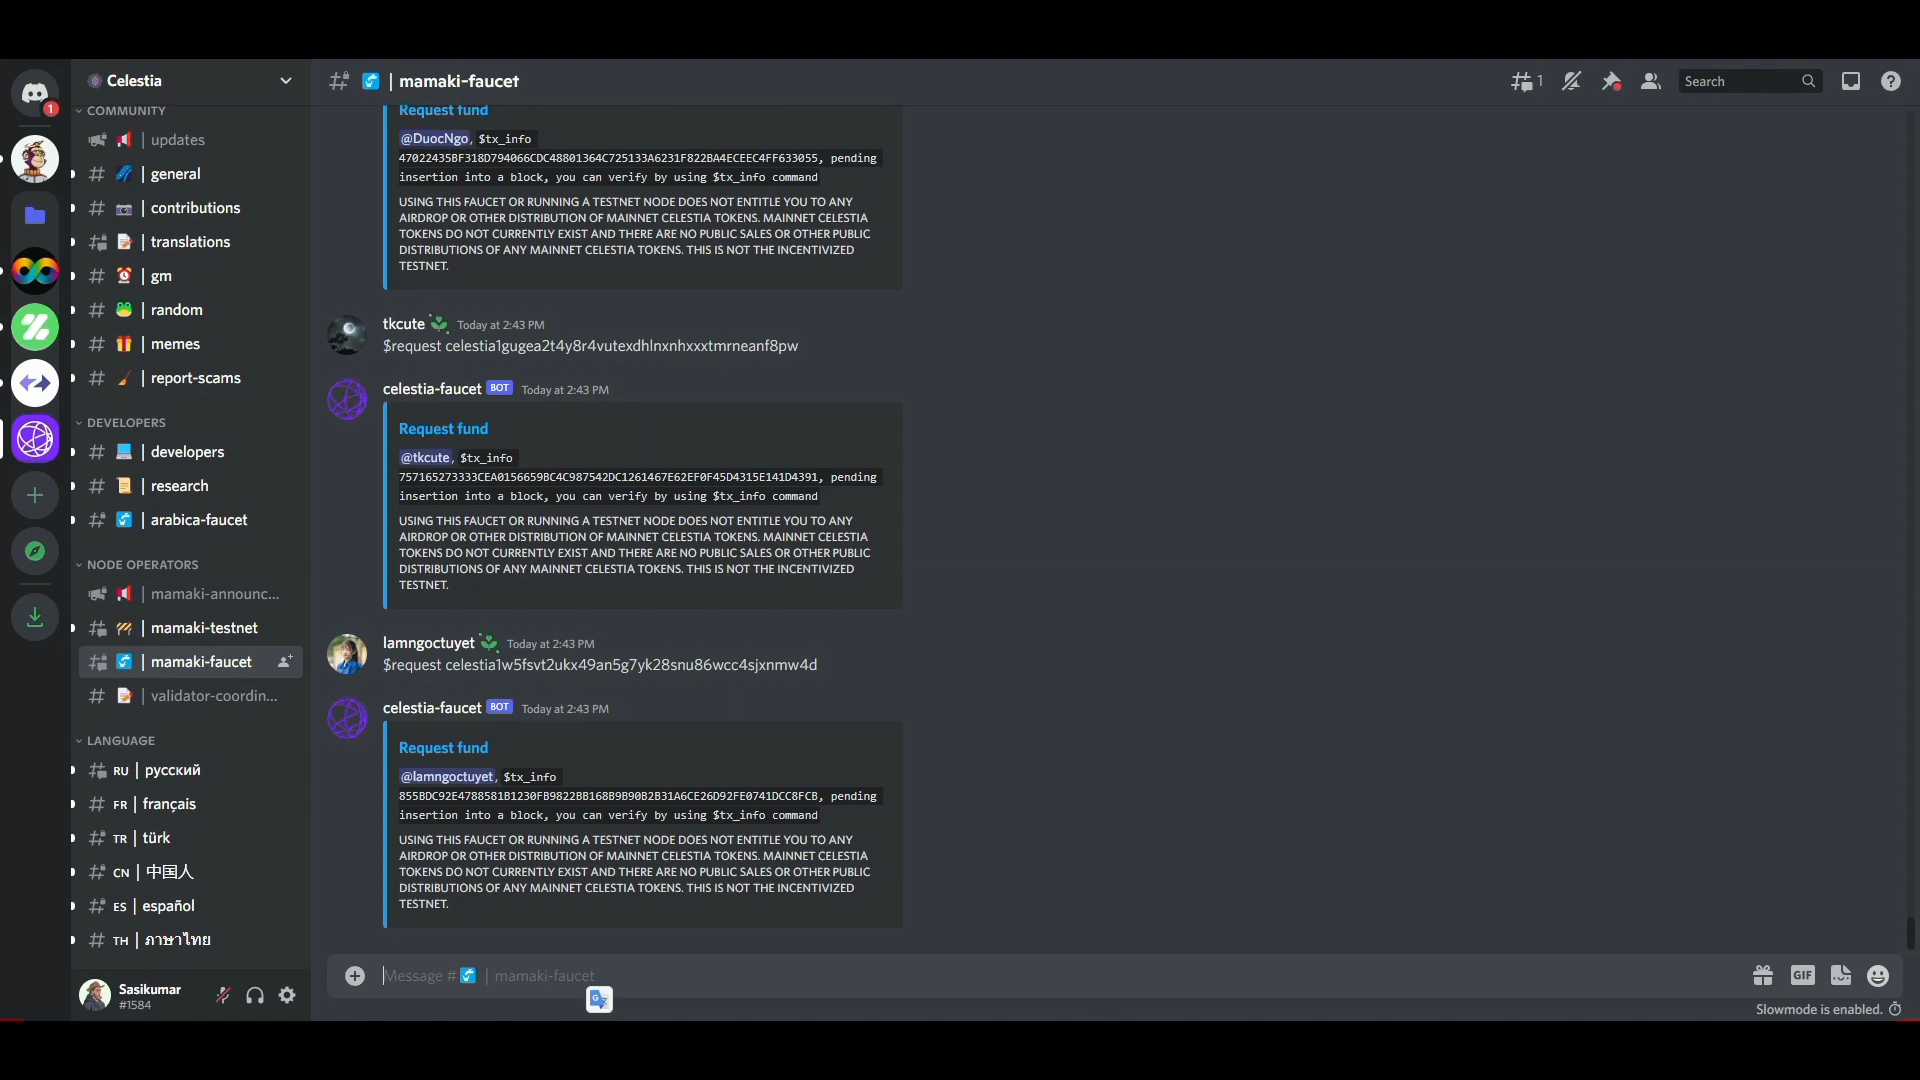 1
Celestia
COMMUNITY
| updates
| general
| contributions
| translations
| gm
| random
| memes
| report-scams
DEVELOPERS
| developers
| research
| arabica-faucet
NODE OPERATORS
| mamaki-announc...
| mamaki-testnet
| mamaki-faucet
| validator-coordin...
LANGUAGE
RU | русский
FR | français
TR | türk
CN | 中国人
ES | español
TH | ภาษาไทย
Sasikumar
#1584
| mamaki-faucet
1
Search
Request fund
@DuocNgo, $tx_info
47022435BF318D794066CDC48801364C725133A6231F822BA4ECEEC4FF633055, pending
insertion into a block, you can verify by using $tx_info command
USING THIS FAUCET OR RUNNING A TESTNET NODE DOES NOT ENTITLE YOU TO ANY
AIRDROP OR OTHER DISTRIBUTION OF MAINNET CELESTIA TOKENS. MAINNET CELESTIA
TOKENS DO NOT CURRENTLY EXIST AND THERE ARE NO PUBLIC SALES OR OTHER PUBLIC
DISTRIBUTIONS OF ANY MAINNET CELESTIA TOKENS. THIS IS NOT THE INCENTIVIZED
TESTNET.
tkcute Today at 2:43 PM
$request celestia1gugea2t4y8r4vutexdhlnxnhxxxtmrneanf8pw
celestia-faucet BOT Today at 2:43 PM
Request fund
@tkcute, $tx_info
757165273333CEA0156659BC4C987542DC1261467E62EF0F45D4315E141D4391, pending
insertion into a block, you can verify by using $tx_info command
USING THIS FAUCET OR RUNNING A TESTNET NODE DOES NOT ENTITLE YOU TO ANY
AIRDROP OR OTHER DISTRIBUTION OF MAINNET CELESTIA TOKENS. MAINNET CELESTIA
TOKENS DO NOT CURRENTLY EXIST AND THERE ARE NO PUBLIC SALES OR OTHER PUBLIC
DISTRIBUTIONS OF ANY MAINNET CELESTIA TOKENS. THIS IS NOT THE INCENTIVIZED
TESTNET.
lamngoctuyet Today at 2:43 PM
$request celestia1w5fsvt2ukx49an5g7yk28snu86wcc4sjxnmw4d
celestia-faucet BOT Today at 2:43 PM
Request fund
@lamngoctuyet, $tx_info
855BDC92E4788581B1230FB9822BB168B9B90B2B31A6CE26D92FE0741DCC8FCB, pending
insertion into a block, you can verify by using $tx_info command
USING THIS FAUCET OR RUNNING A TESTNET NODE DOES NOT ENTITLE YOU TO ANY
AIRDROP OR OTHER DISTRIBUTION OF MAINNET CELESTIA TOKENS. MAINNET CELESTIA
TOKENS DO NOT CURRENTLY EXIST AND THERE ARE NO PUBLIC SALES OR OTHER PUBLIC
DISTRIBUTIONS OF ANY MAINNET CELESTIA TOKENS. THIS IS NOT THE INCENTIVIZED
TESTNET.
Message # | mamaki-faucet
GIF
Slowmode is enabled.